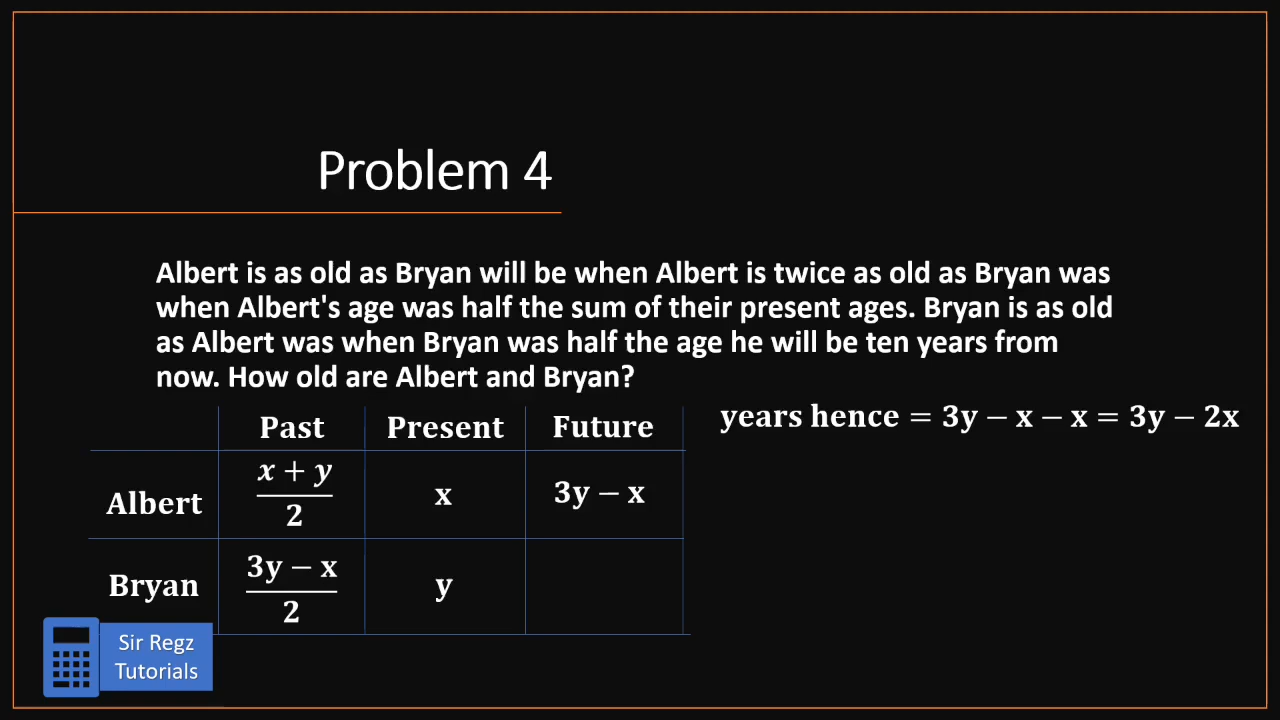 Problem 4
Albert is as old as Bryan will be when Albert is twice as old as Bryan was
when Albert's age was half the sum of their present ages. Bryan is as old
as Albert was when Bryan was half the age he will be ten years from
now. How old are Albert and Bryan?
years hence = 3y − x − x = 3y − 2x
Past Present Future
Albert
x + y
2
x
3y − x
Bryan
3y − x
2
y
Sir Regz
Tutorials